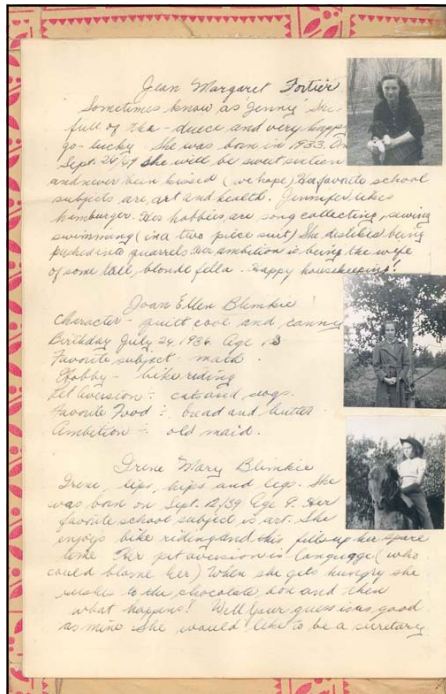 Jean Margaret Fortier
Sometimes know as Jenny She
full of the-duece and very happy
go-lucky she was born in 1933. On
Sept. 24/49 she will be sweet sixteen
and never been kissed (we hope) Her favorite school
subjects are, art and health. Jennifer likes
hamburger. Her hobbies are song collecting, sewing
swimming (in a two piece suit) She disliked being
pushed into quarrels. Her ambition is being the wife
of some tall, blonde fella. Happy housekeeping!
Joan Ellen Blimkie
Character - quiet cool and canny
Birthday July 24, 1936 Age 13
Favorite subject - math.
Hobby - bike riding
Pet Aversion - cats and dogs.
Favorite Food - bread and butter
Ambition - old maid.
Irene Mary Blimkie
Irene, lips, hips and legs. She
was born on Sept. 12/39 Age 9. Her
favorite school subject is art. She
enjoys bike riding and this fills up her spare
time Her pet aversion is language (who
could blame her) When she gets hungry she
rushes to the chocolate box and then
what happens! Well your guess is as good
as mine She would like to be a secretary